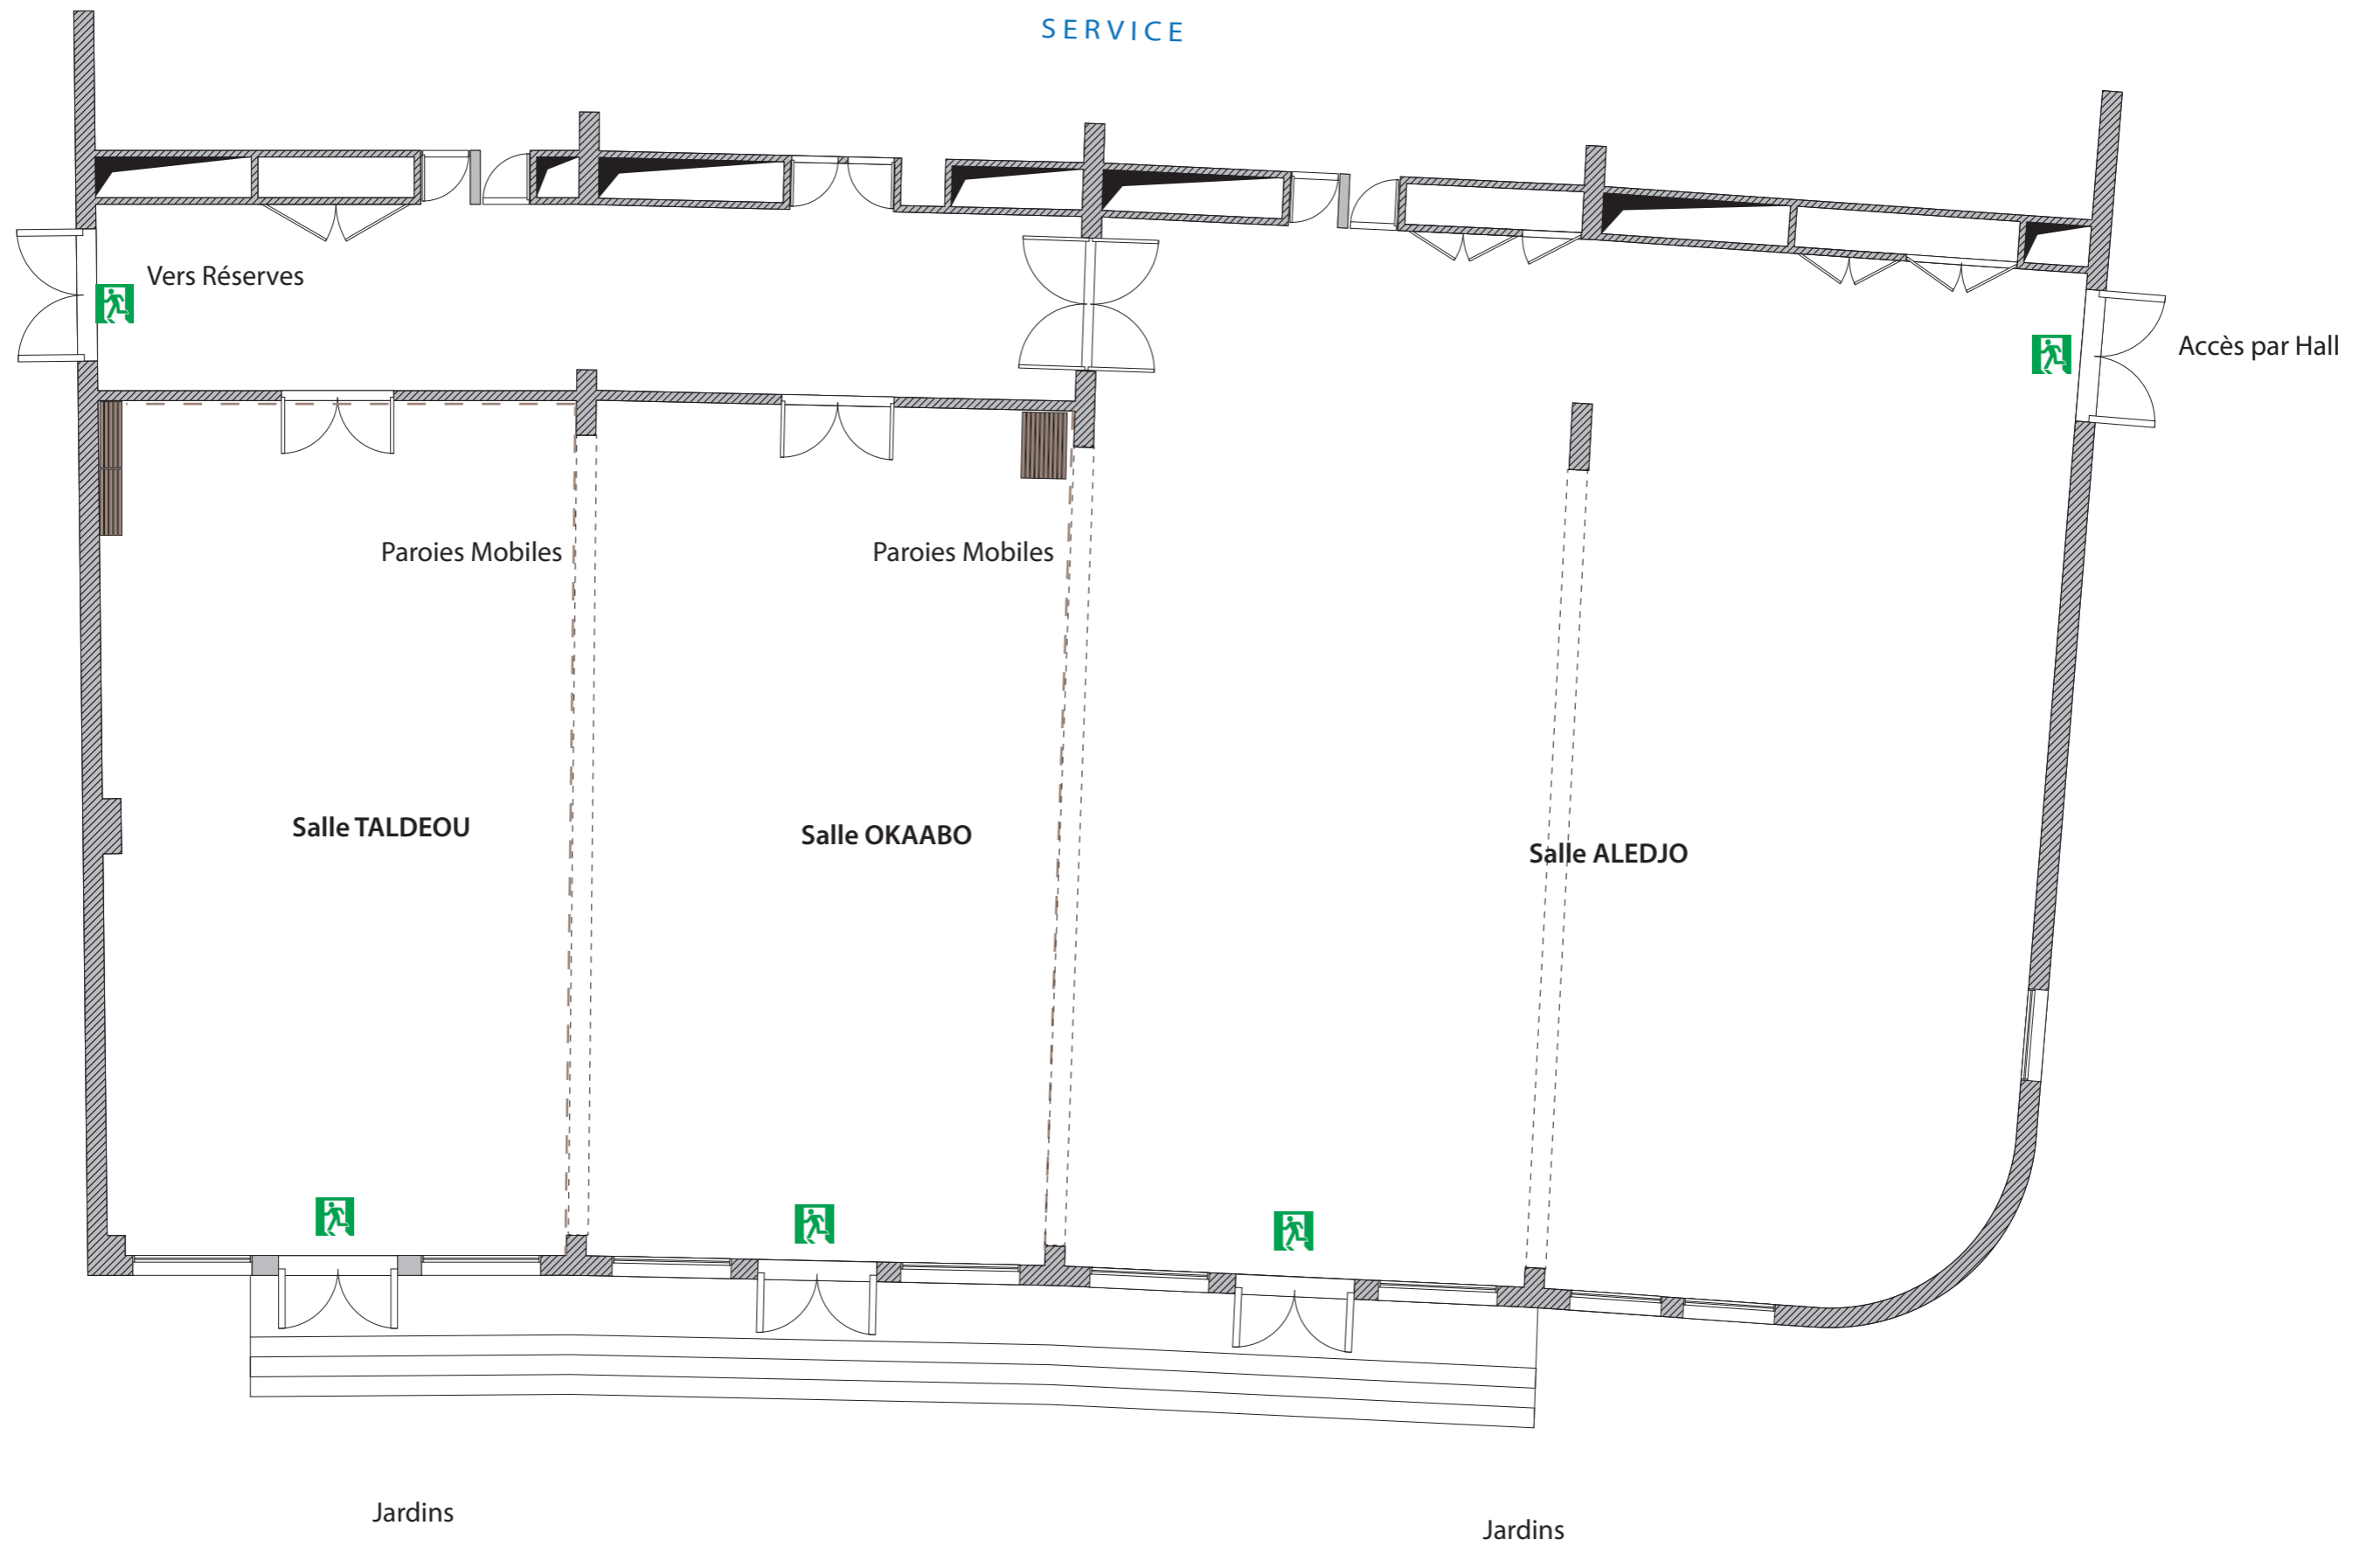 SERVICE
Vers Réserves
Accès par Hall
Paroies Mobiles
Paroies Mobiles
Salle TALDEOU
Salle OKAABO
Salle ALEDJO
Jardins
Jardins